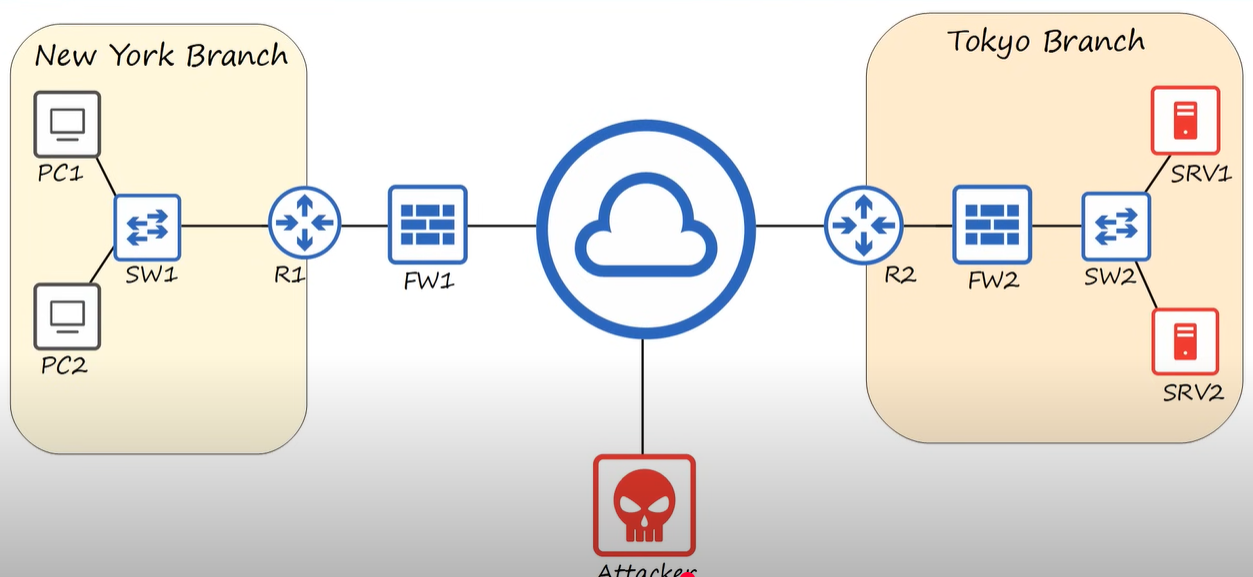 New York Branch
Tokyo Branch
PC1
SRV1
SW1
R1
FW1
R2
FW2
SW2
PC2
SRV2
Attacker